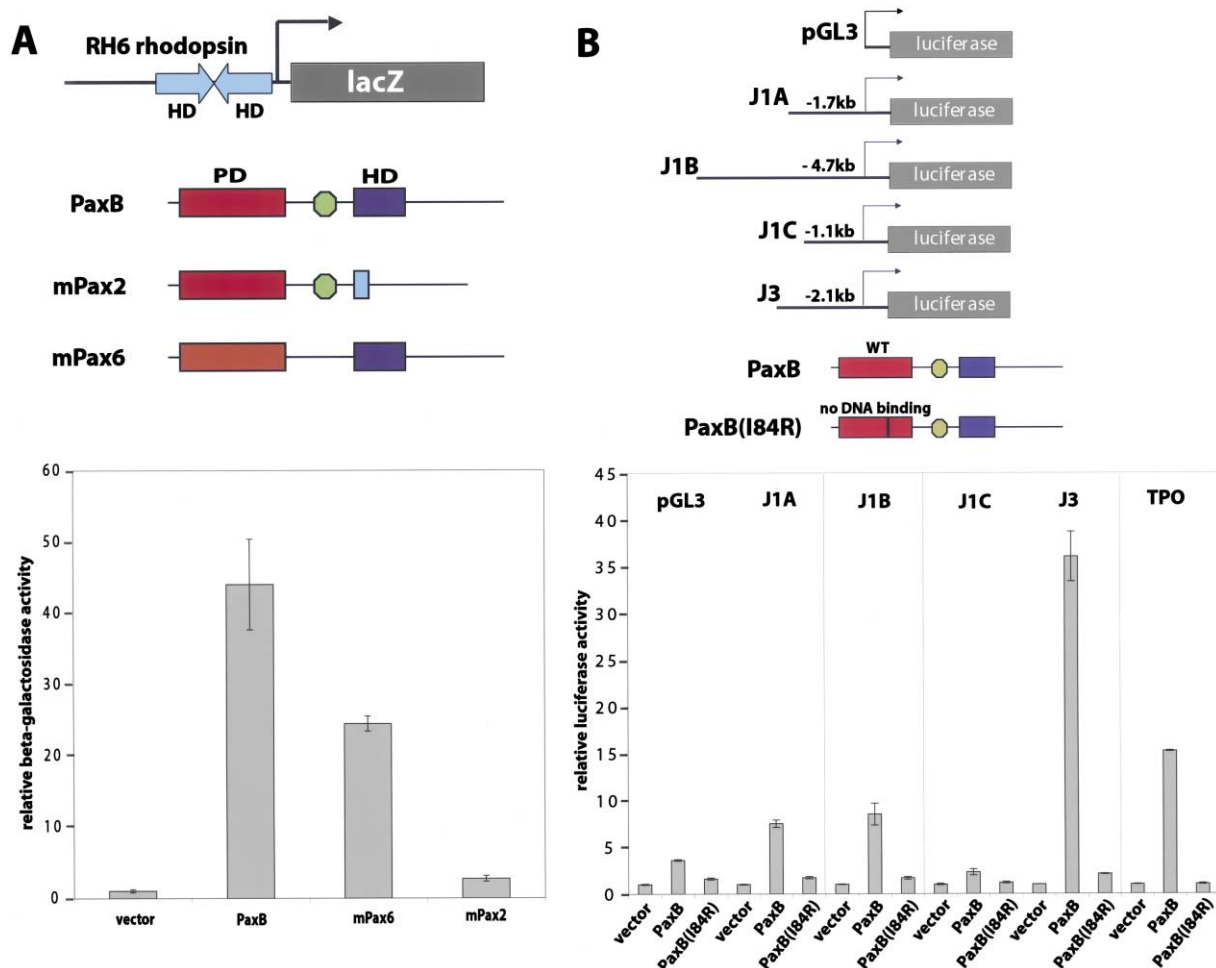 A
RH6 rhodopsin
lacZ
HD HD
PD HD
PaxB
mPax2
mPax6
60
50
40
30
20
10
0
relative beta-galactosidase activity
vector PaxB mPax6 mPax2
B
pGL3 luciferase
J1A -1.7kb luciferase
J1B - 4.7kb luciferase
J1C -1.1kb luciferase
J3 -2.1kb luciferase
WT
PaxB
no DNA binding
PaxB(I84R)
45
40
35
30
25
20
15
10
5
0
relative luciferase activity
pGL3 J1A J1B J1C J3 TPO
vector PaxB PaxB(I84R) vector PaxB PaxB(I84R) vector PaxB PaxB(I84R) vector PaxB PaxB(I84R) vector PaxB PaxB(I84R) vector PaxB PaxB(I84R)